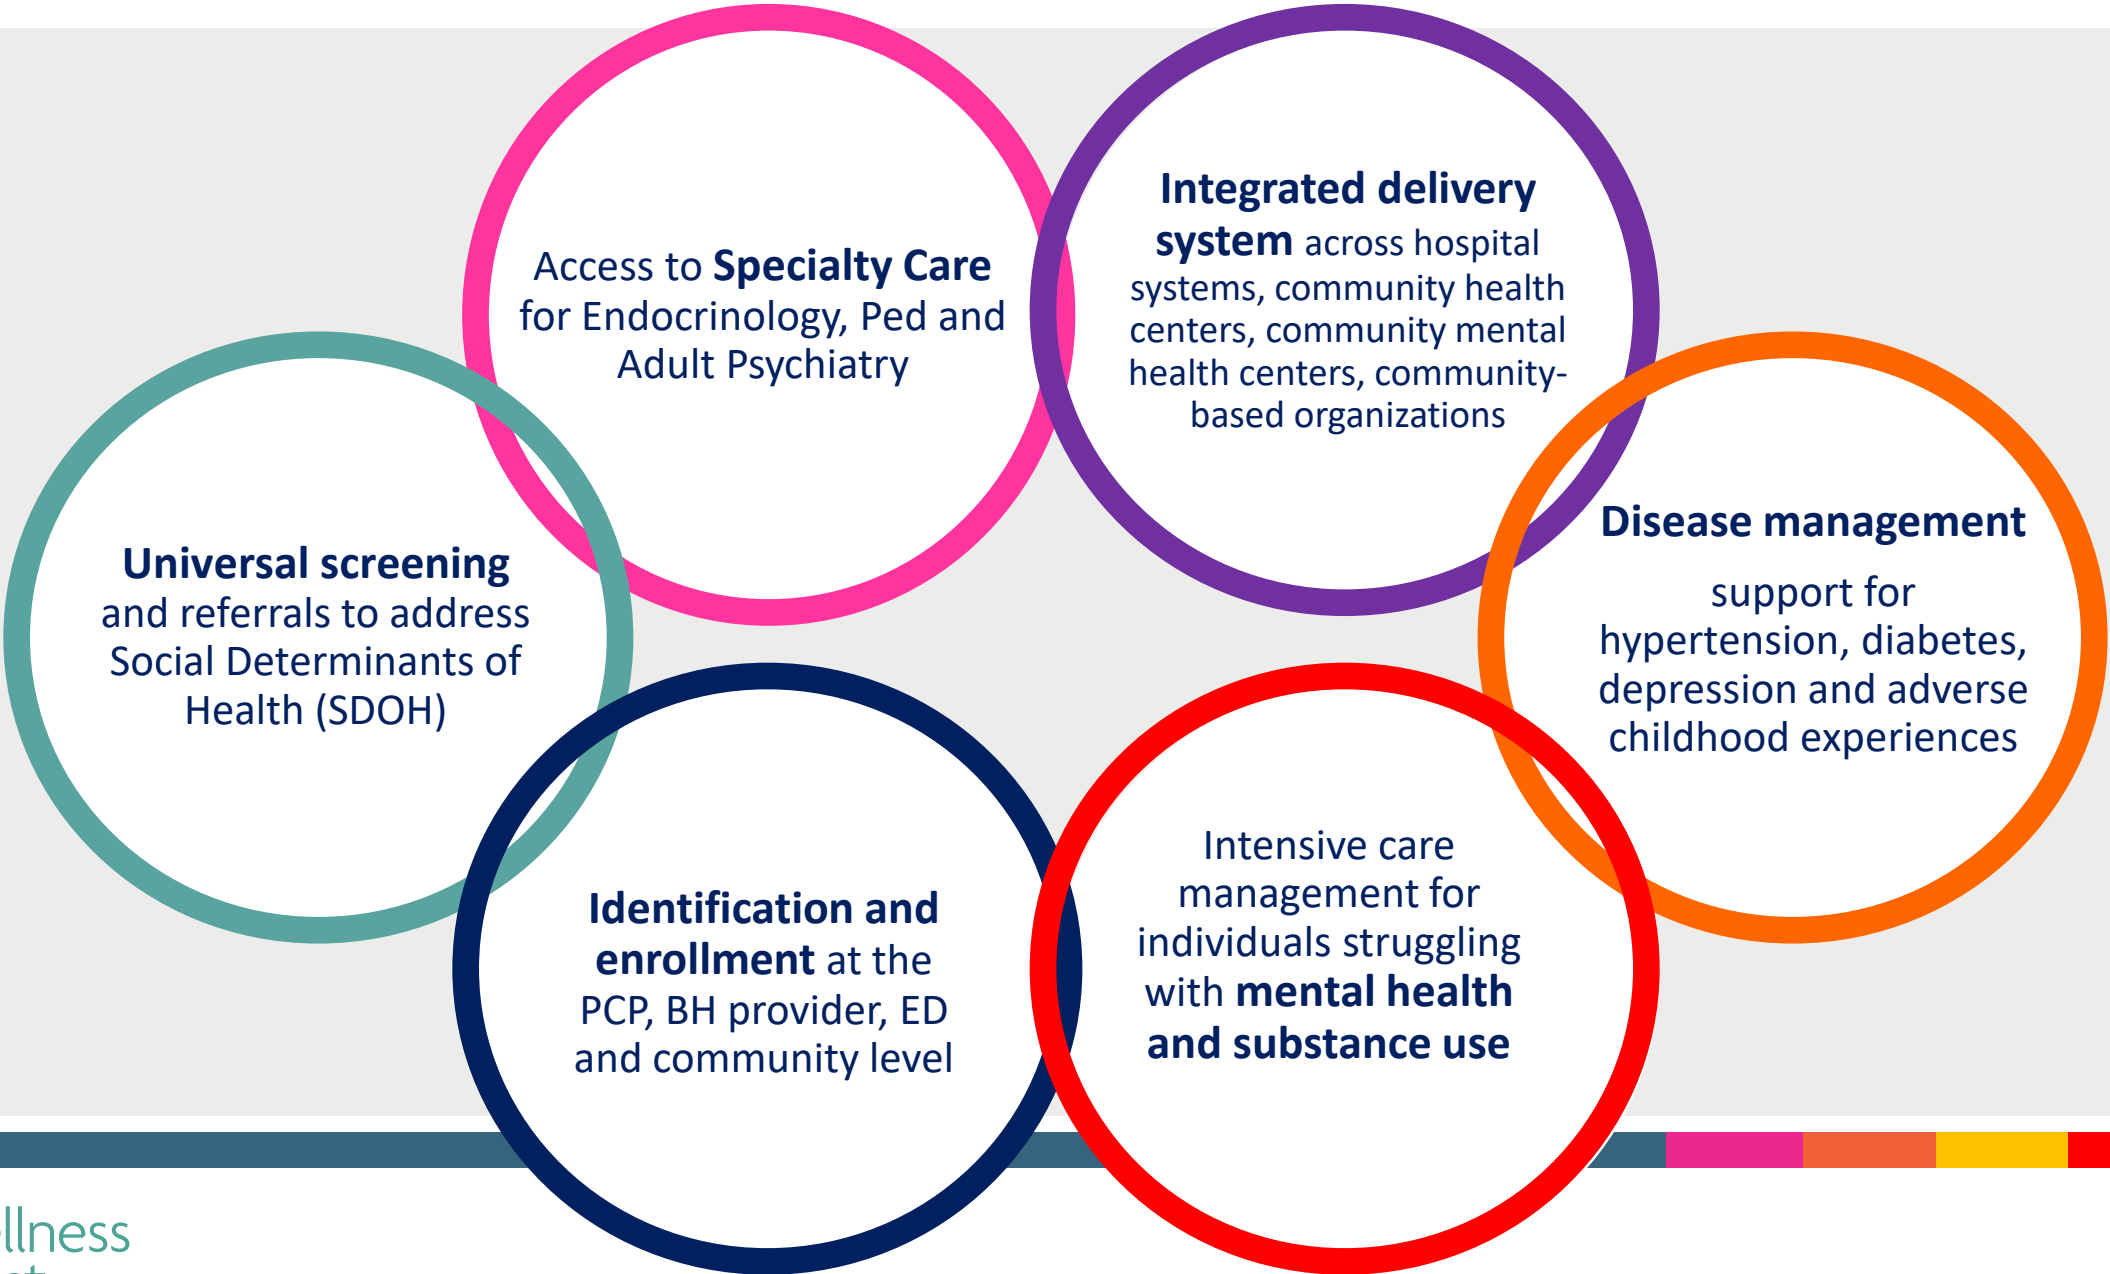 Access to Specialty Care
for Endocrinology, Ped and
Adult Psychiatry
Integrated delivery
system across hospital
systems, community health
centers, community mental
health centers, community-
based organizations
Universal screening
and referrals to address
Social Determinants of
Health (SDOH)
Disease management
support for
hypertension, diabetes,
depression and adverse
childhood experiences
Identification and
enrollment at the
PCP, BH provider, ED
and community level
Intensive care
management for
individuals struggling
with mental health
and substance use
llness